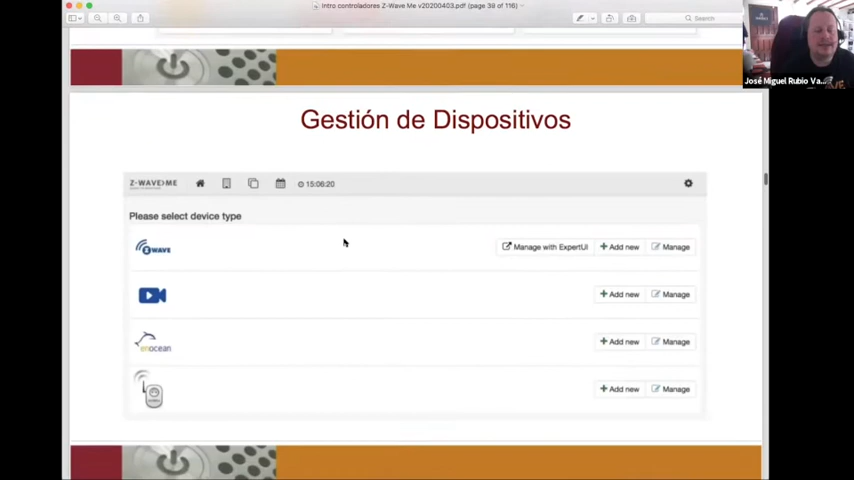 Intro controladores Z-Wave Me v20200403.pdf (page 39 of 116)
Search
José Miguel Rubio Va...
Gestión de Dispositivos
Z-WAVE>ME
15:06:20
Please select device type
WAVE
Manage with ExpertUI
Add new
Manage
Add new
Manage
enocean
Add new
Manage
Add new
Manage